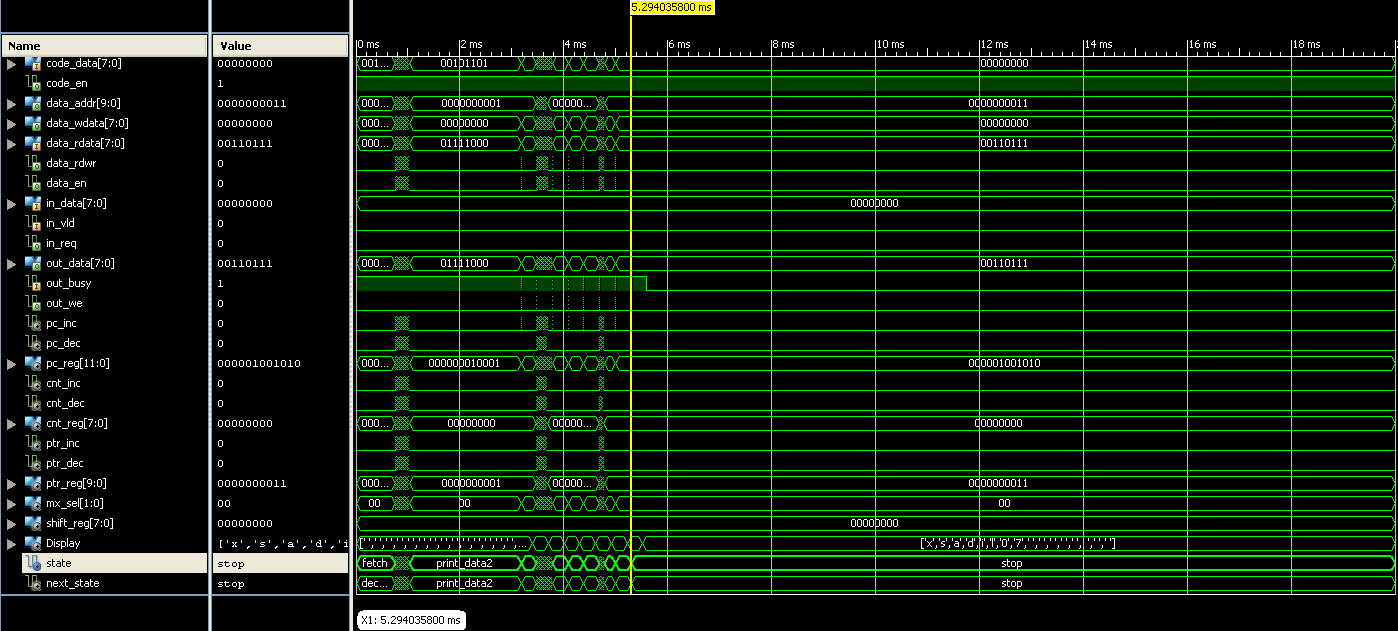 5.294035800 ms
Name Value 0 ms 2 ms 4 ms 6 ms 8 ms 10 ms 12 ms 14 ms 16 ms 18 ms
code_data[7:0] 00000000 001... 00101101 00000000
code_en 1
data_addr[9:0] 0000000011 000... 0000000001 00000... 0000000011
data_wdata[7:0] 00000000 000... 00000000 00000000
data_rdata[7:0] 00110111 000... 01111000 00110111
data_rdwr 0
data_en 0
in_data[7:0] 00000000 00000000
in_vld 0
in_req 0
out_data[7:0] 00110111 000... 01111000 00110111
out_busy 1
out_we 0
pc_inc 0
pc_dec 0
pc_reg[11:0] 000001001010 000... 000000010001 000001001010
cnt_inc 0
cnt_dec 0
cnt_reg[7:0] 00000000 000... 00000000 00000... 00000000
ptr_inc 0
ptr_dec 0
ptr_reg[9:0] 0000000011 000... 0000000001 00000... 0000000011
mx_sel[1:0] 00 00 00 00
shift_reg[7:0] 00000000 00000000
Display ['x','s','a','d','i
state stop fetch print_data2 stop
next_state stop dec... print_data2 stop
X1: 5.294035800 ms